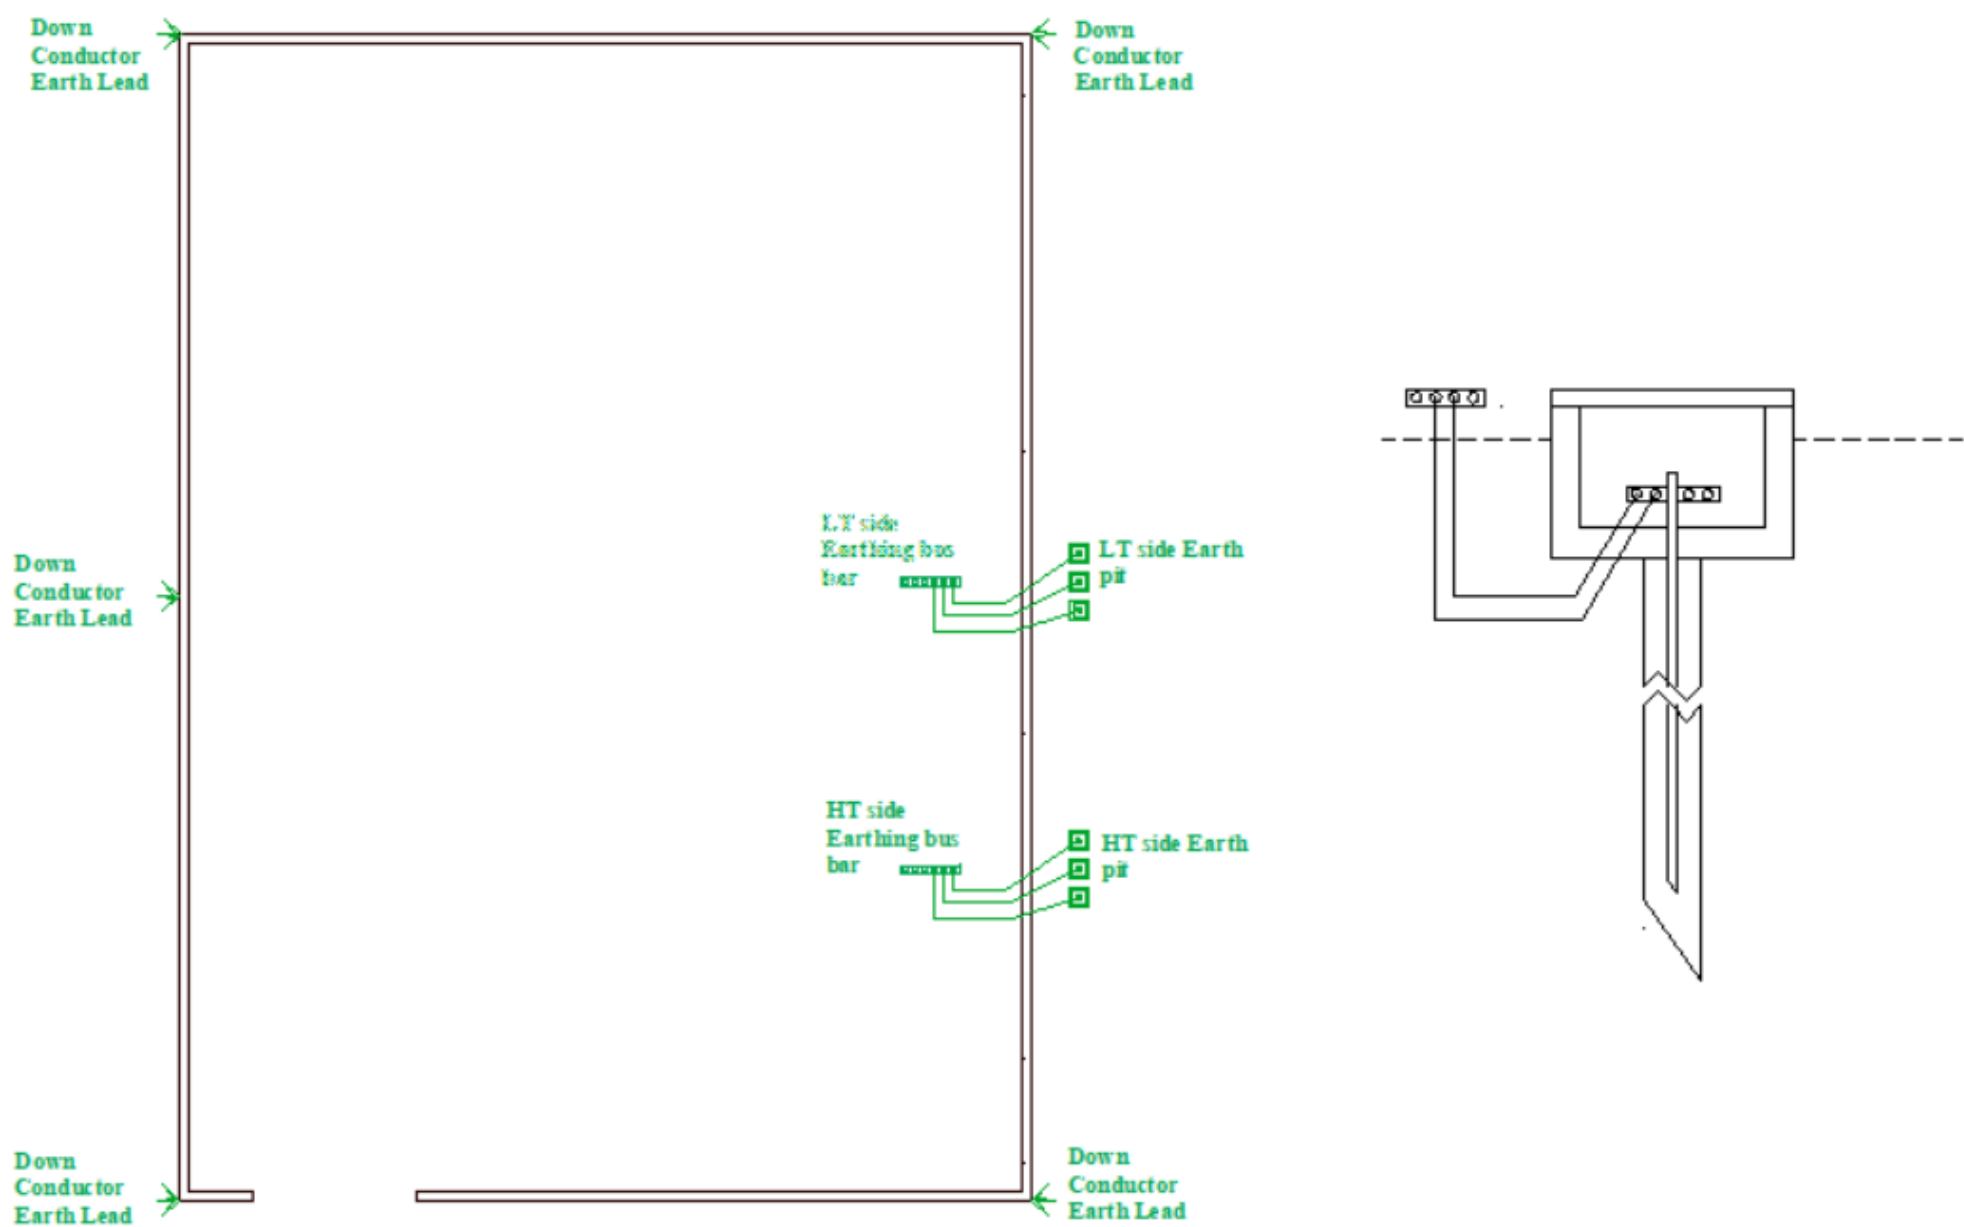 Down
Conductor
Earth Lead
Down
Conductor
Earth Lead
LT side
Earthing bus
bar
LT side Earth
pit
Down
Conductor
Earth Lead
HT side
Earthing bus
bar
HT side Earth
pit
Down
Conductor
Earth Lead
Down
Conductor
Earth Lead